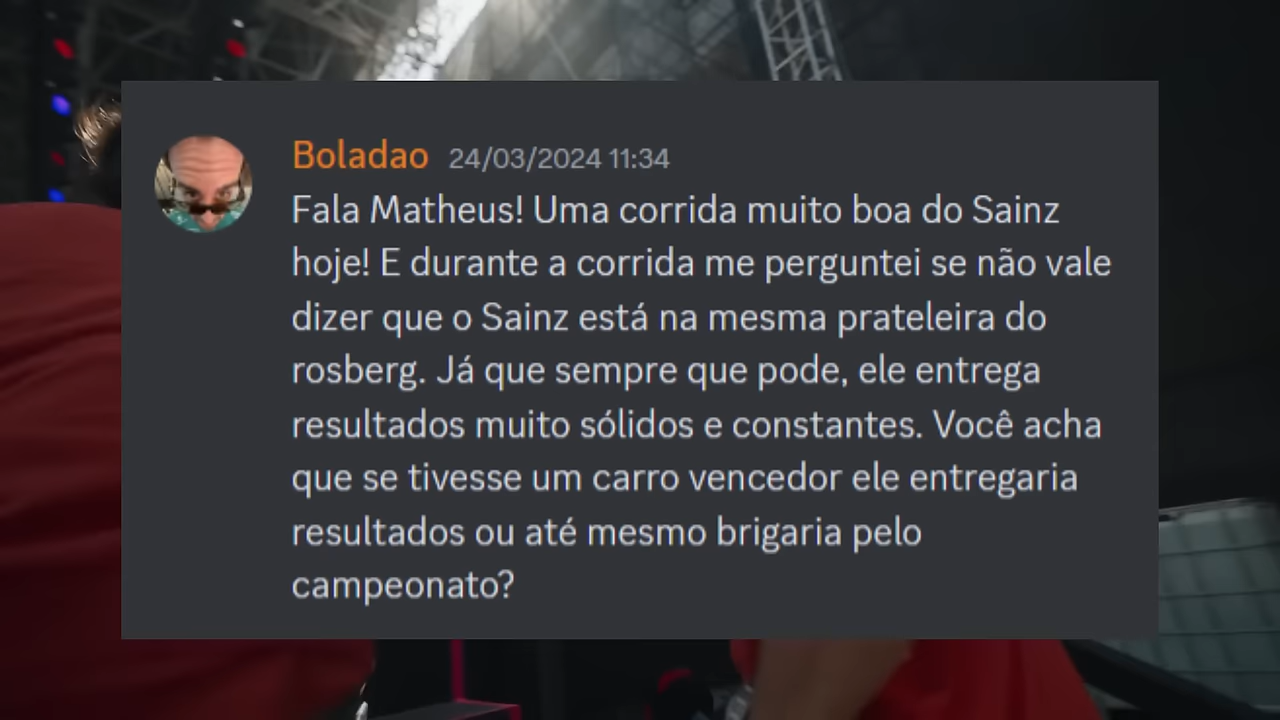 Boladao 24/03/2024 11:34
Fala Matheus! Uma corrida muito boa do Sainz
hoje! E durante a corrida me perguntei se não vale
dizer que o Sainz está na mesma prateleira do
rosberg. Já que sempre que pode, ele entrega
resultados muito sólidos e constantes. Você acha
que se tivesse um carro vencedor ele entregaria
resultados ou até mesmo brigaria pelo
campeonato?